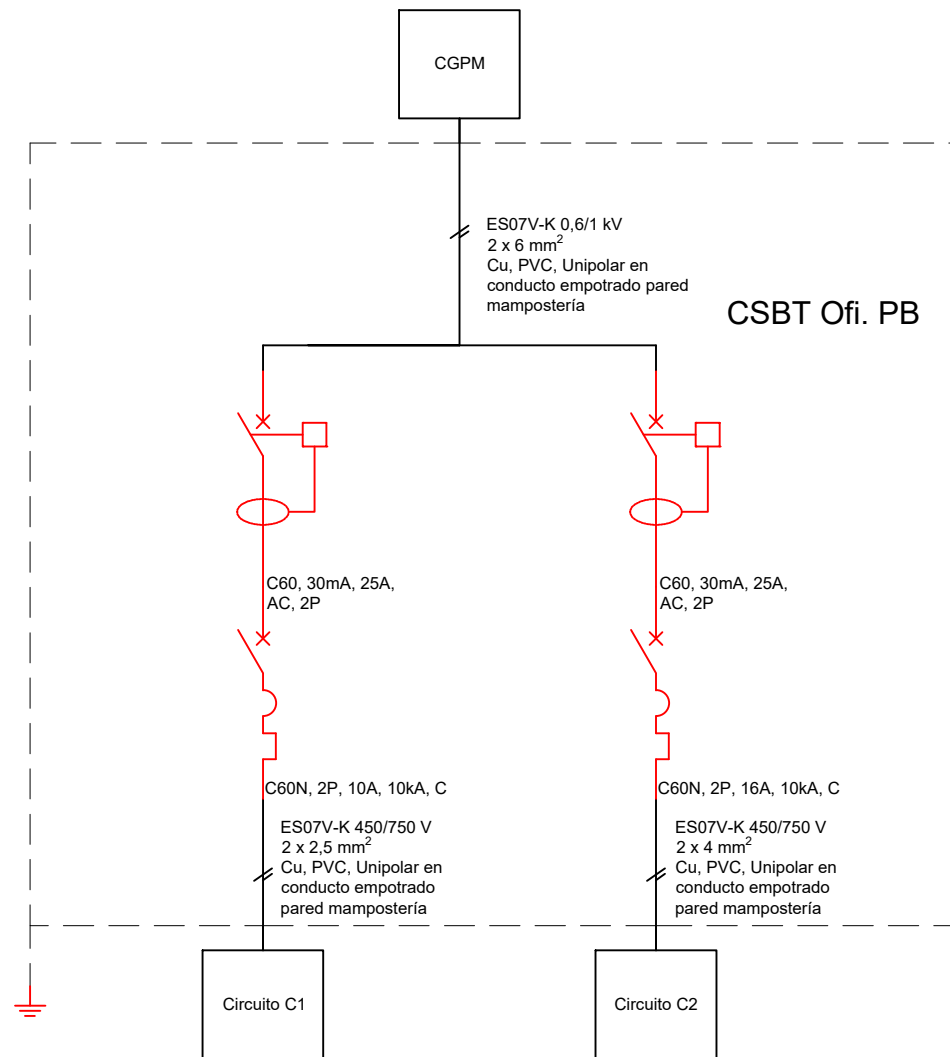 CGPM
ES07V-K 0,6/1 kV
2 x 6 mm²
Cu, PVC, Unipolar en
conducto empotrado pared
mampostería
CSBT Ofi. PB
C60, 30mA, 25A,
AC, 2P
C60, 30mA, 25A,
AC, 2P
C60N, 2P, 10A, 10kA, C
C60N, 2P, 16A, 10kA, C
ES07V-K 450/750 V
2 x 2,5 mm²
Cu, PVC, Unipolar en
conducto empotrado
pared mampostería
ES07V-K 450/750 V
2 x 4 mm²
Cu, PVC, Unipolar en
conducto empotrado
pared mampostería
Circuito C1
Circuito C2